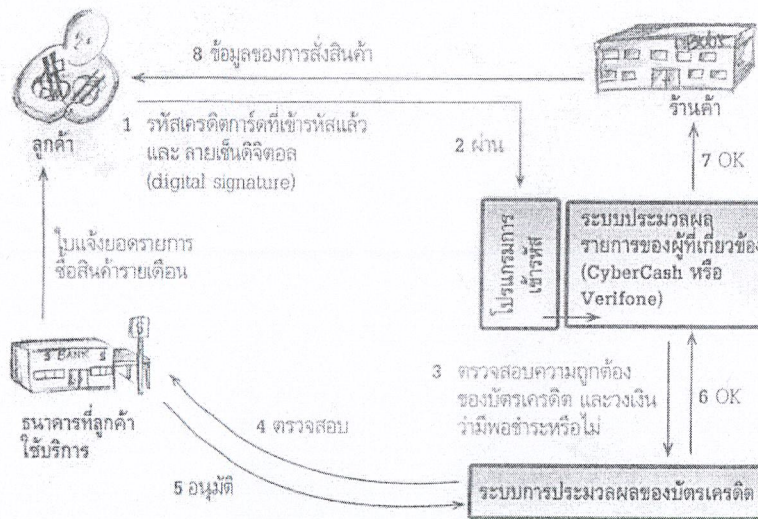 8 ข้อมูลของการสั่งสินค้า
ร้านค้า
ลูกค้า
1 รหัสเครดิตการ์ดที่เข้ารหัสแล้ว
และ ลายเซ็นดิจิตอล
(digital signature)
2 ผ่าน
7 OK
ใบแจ้งยอดรายการ
ซื้อสินค้ารายเดือน
โปรแกรมการ
เข้ารหัส
ระบบประมวลผล
รายการของผู้ที่เกี่ยวข้อง
(CyberCash หรือ
Verifone)
$ BANK $
ธนาคารที่ลูกค้า
ใช้บริการ
3 ตรวจสอบความถูกต้อง
ของบัตรเครดิต และวงเงิน
ว่ามีพอชำระหรือไม่
6 OK
4 ตรวจสอบ
5 อนุมัติ
ระบบการประมวลผลของบัตรเครดิต